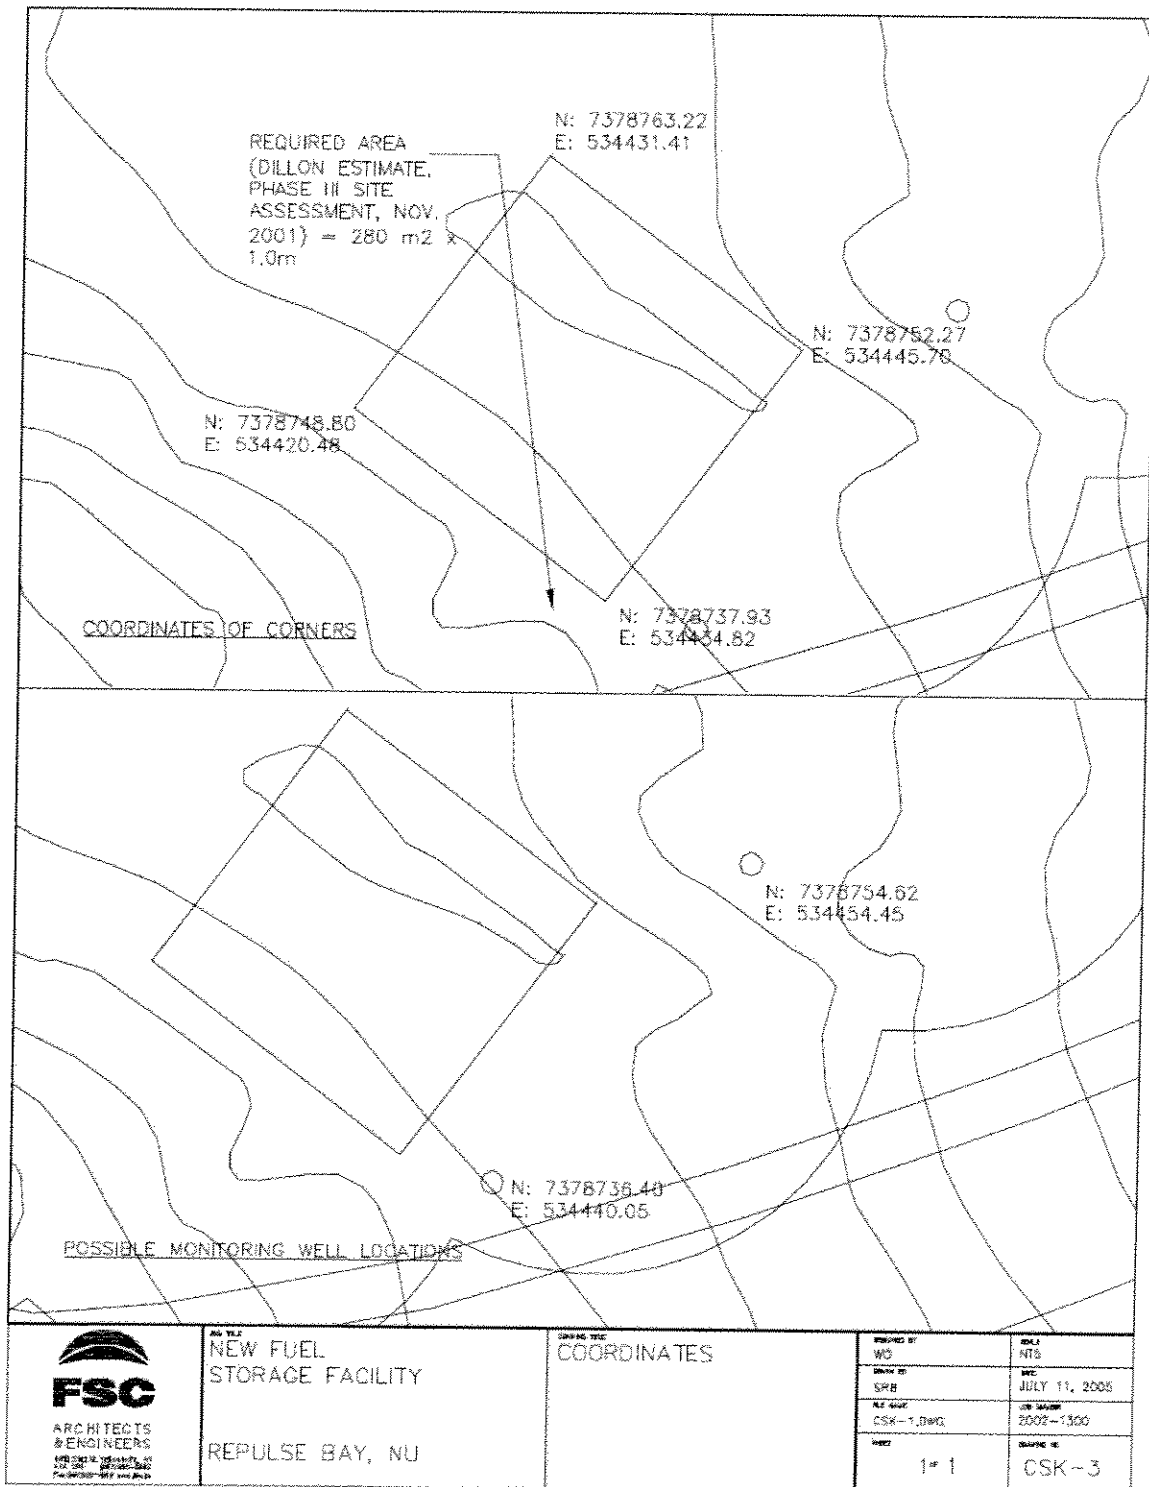 N: 7378763.22
E: 534431.41
REQUIRED AREA
(DILLON ESTIMATE,
PHASE III SITE
ASSESSMENT, NOV.
2001) = 280 m2 x
1.0m
N: 7378752.27
E: 534445.70
N: 7378748.80
E: 534420.48
N: 7378737.93
E: 534434.82
COORDINATES OF CORNERS
N: 7378754.62
E: 534454.45
N: 7378736.40
E: 534440.05
POSSIBLE MONITORING WELL LOCATIONS
FSC
ARCHITECTS
& ENGINEERS
NEW FUEL
STORAGE FACILITY
REPULSE BAY, NU
COORDINATES
WO
NTS
SRB
JULY 11, 2005
CSK-1.DWG
2002-1300
1 OF 1
CSK-3